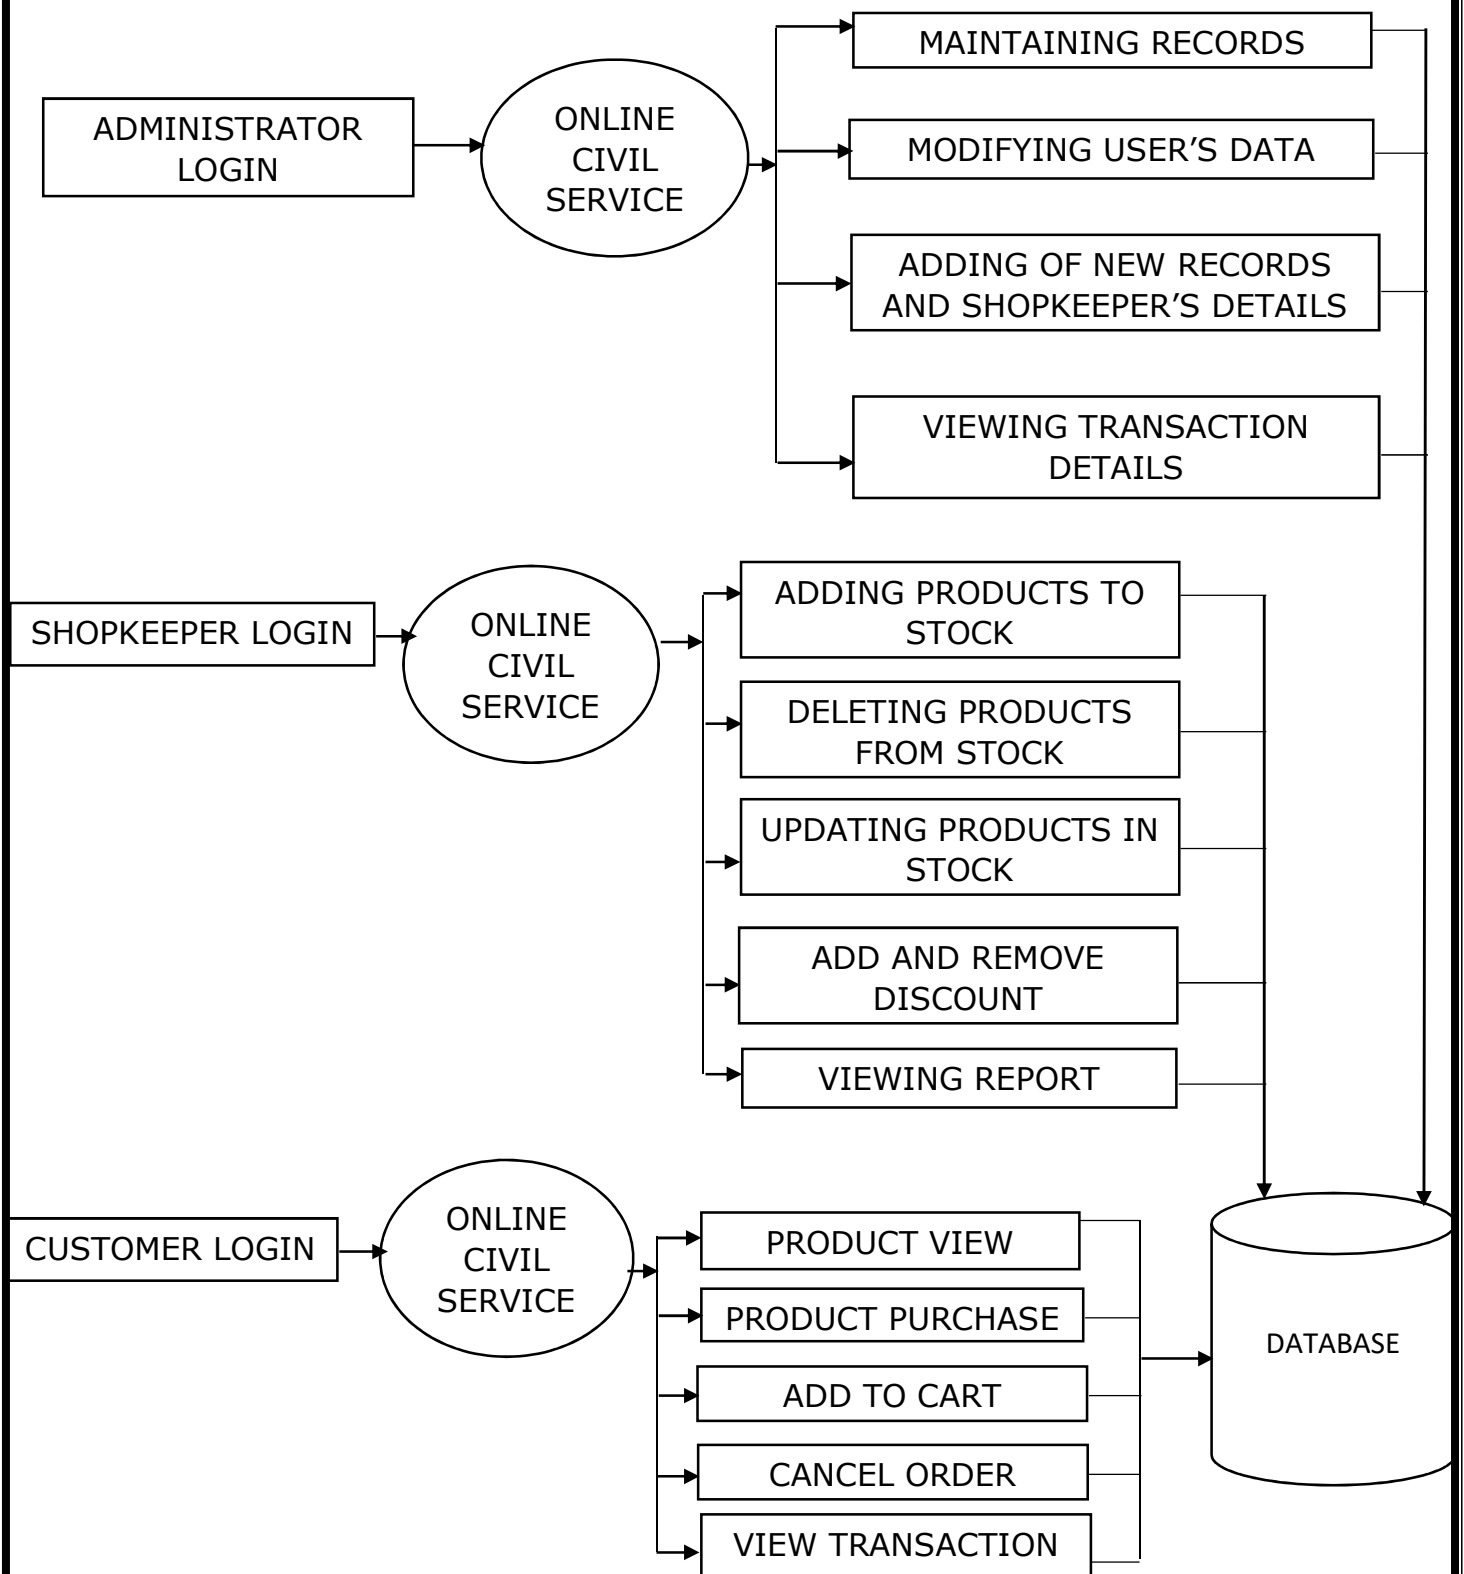 MAINTAINING RECORDS
ADMINISTRATOR
LOGIN
ONLINE
CIVIL
SERVICE
MODIFYING USER’S DATA
ADDING OF NEW RECORDS
AND SHOPKEEPER’S DETAILS
VIEWING TRANSACTION
DETAILS
SHOPKEEPER LOGIN
ONLINE
CIVIL
SERVICE
ADDING PRODUCTS TO
STOCK
DELETING PRODUCTS
FROM STOCK
UPDATING PRODUCTS IN
STOCK
ADD AND REMOVE
DISCOUNT
VIEWING REPORT
CUSTOMER LOGIN
ONLINE
CIVIL
SERVICE
PRODUCT VIEW
PRODUCT PURCHASE
ADD TO CART
CANCEL ORDER
VIEW TRANSACTION
DATABASE